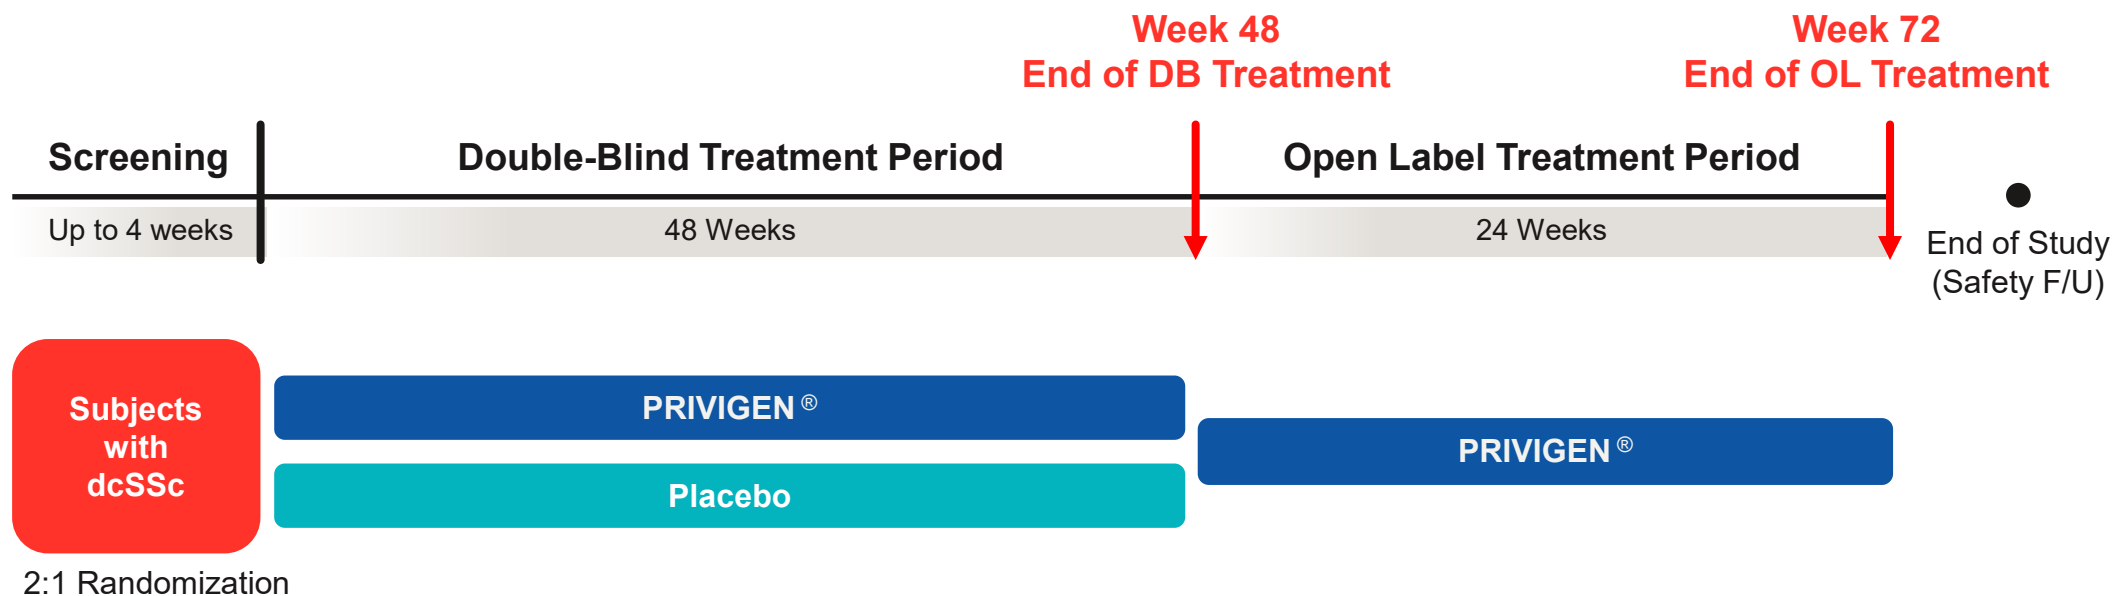 Week 48
End of DB Treatment
Week 72
End of OL Treatment
Screening
Double-Blind Treatment Period
Open Label Treatment Period
Up to 4 weeks
48 Weeks
24 Weeks
End of Study
(Safety F/U)
Subjects
with
dcSSc
PRIVIGEN ®
Placebo
PRIVIGEN ®
2:1 Randomization